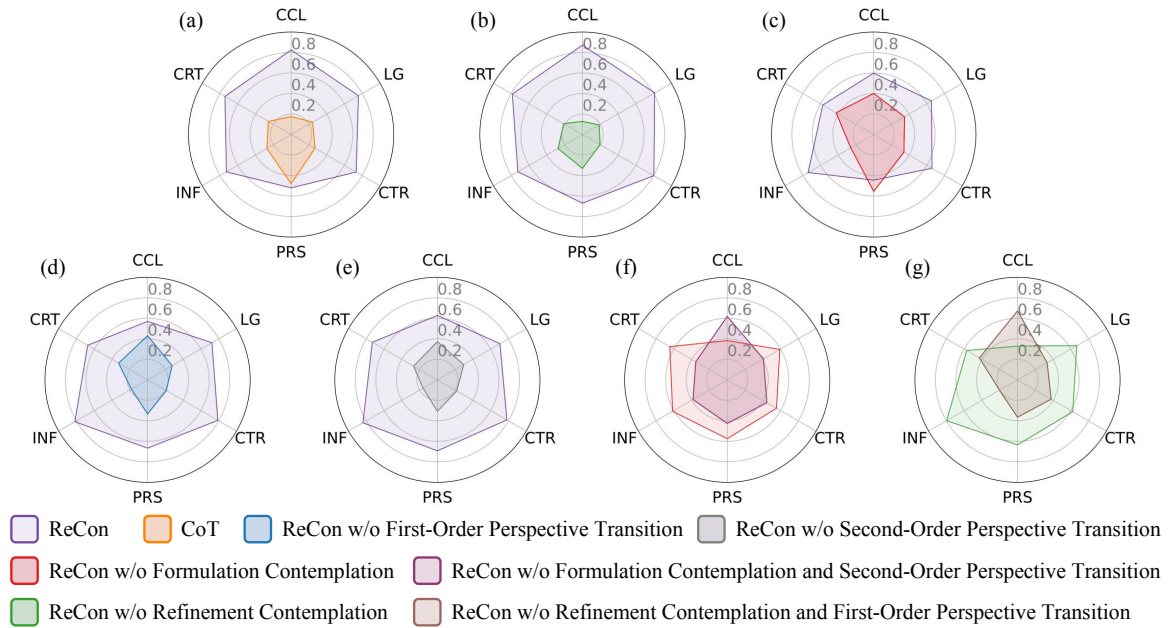 (a)
CCL
0.8
0.6
0.4
0.2
CRT
LG
INF
CTR
PRS
(b)
CCL
0.8
0.6
0.4
0.2
CRT
LG
INF
CTR
PRS
(c)
CCL
0.8
0.6
0.4
0.2
CRT
LG
INF
CTR
PRS
(d)
CCL
0.8
0.6
0.4
0.2
CRT
LG
INF
CTR
PRS
(e)
CCL
0.8
0.6
0.4
0.2
CRT
LG
INF
CTR
PRS
(f)
CCL
0.8
0.6
0.4
0.2
CRT
LG
INF
CTR
PRS
(g)
CCL
0.8
0.6
0.4
0.2
CRT
LG
INF
CTR
PRS
ReCon CoT ReCon w/o First-Order Perspective Transition ReCon w/o Second-Order Perspective Transition
ReCon w/o Formulation Contemplation ReCon w/o Formulation Contemplation and Second-Order Perspective Transition
ReCon w/o Refinement Contemplation ReCon w/o Refinement Contemplation and First-Order Perspective Transition